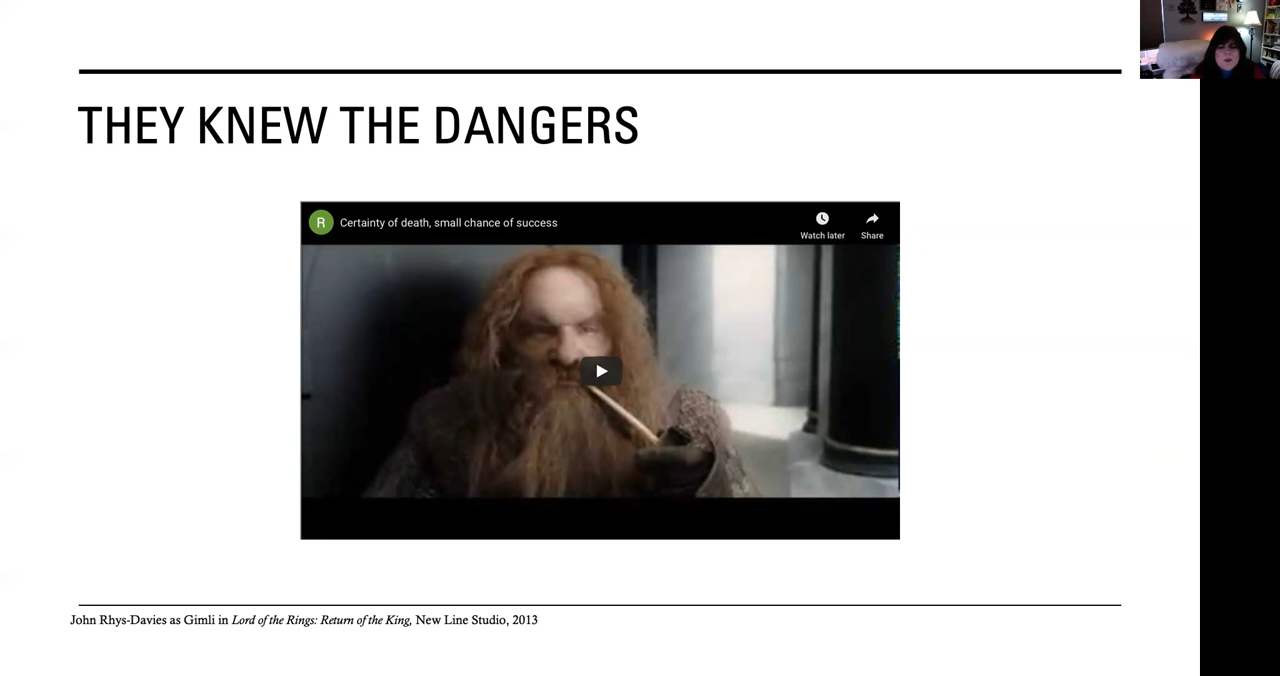 THEY KNEW THE DANGERS
R Certainty of death, small chance of success
Watch later Share
John Rhys-Davies as Gimli in Lord of the Rings: Return of the King, New Line Studio, 2013